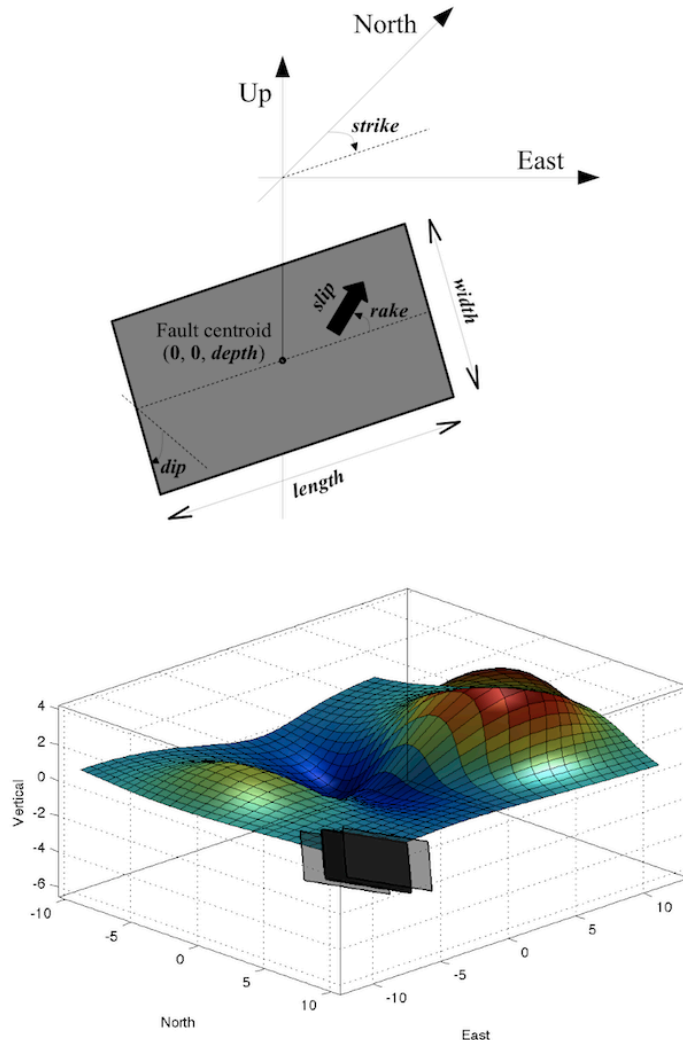 North
Up
strike
East
slip
rake
width
Fault centroid
(0, 0, depth)
dip
length
4
2
0
-2
-4
-6
Vertical
-10
-5
0
5
10
North
-10
-5
0
5
10
East